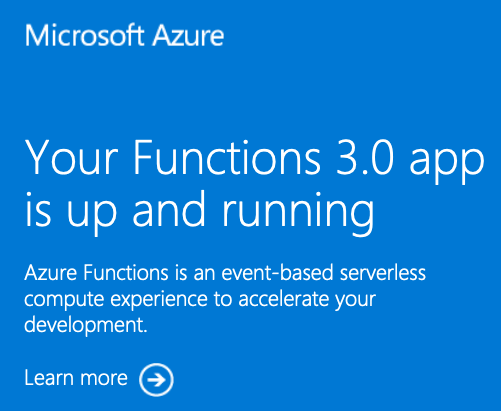 Microsoft Azure
Your Functions 3.0 app
is up and running
Azure Functions is an event-based serverless
compute experience to accelerate your
development.
Learn more